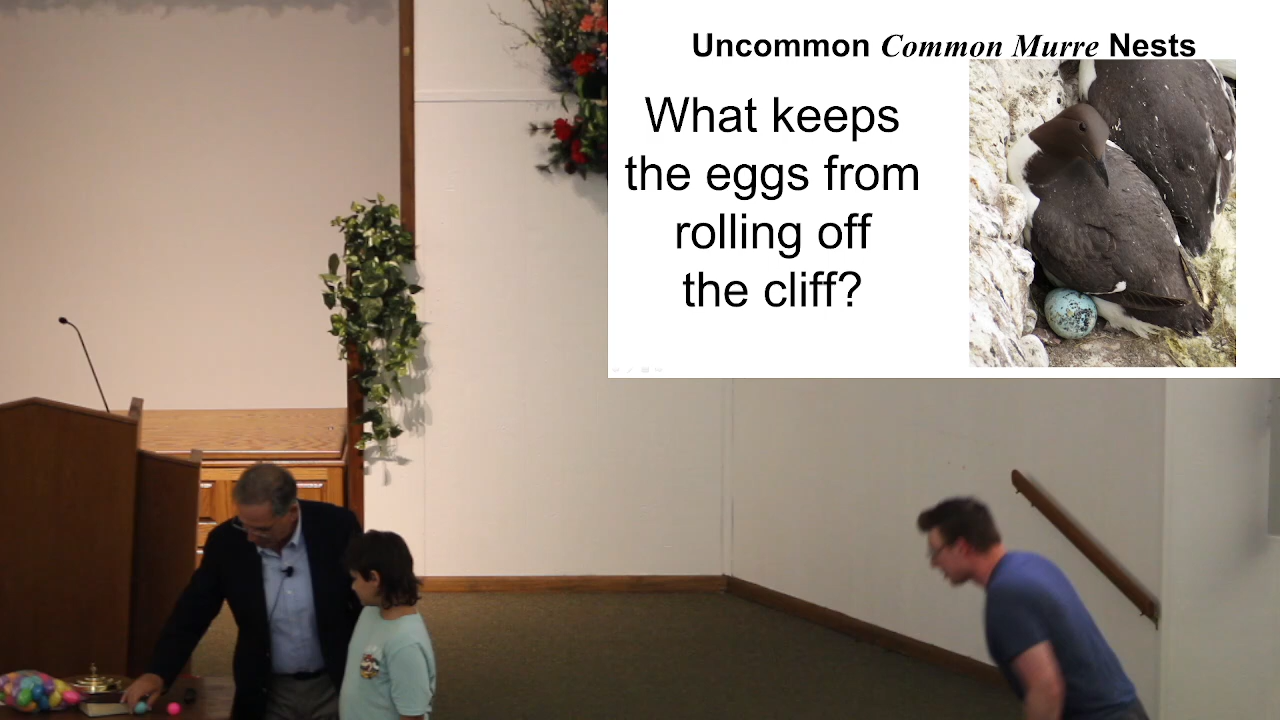 Uncommon Common Murre Nests
What keeps
the eggs from
rolling off
the cliff?